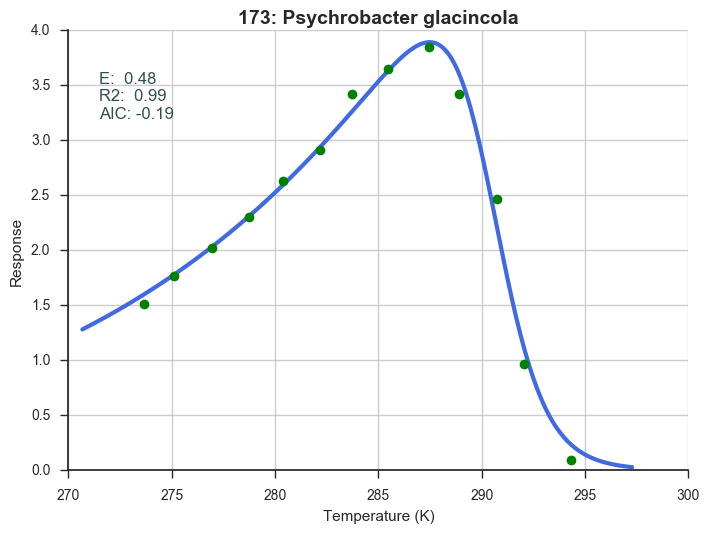 173: Psychrobacter glacincola
E:  0.48
R2:  0.99
AIC: -0.19
Response
4.0
3.5
3.0
2.5
2.0
1.5
1.0
0.5
0.0
270 275 280 285 290 295 300
Temperature (K)